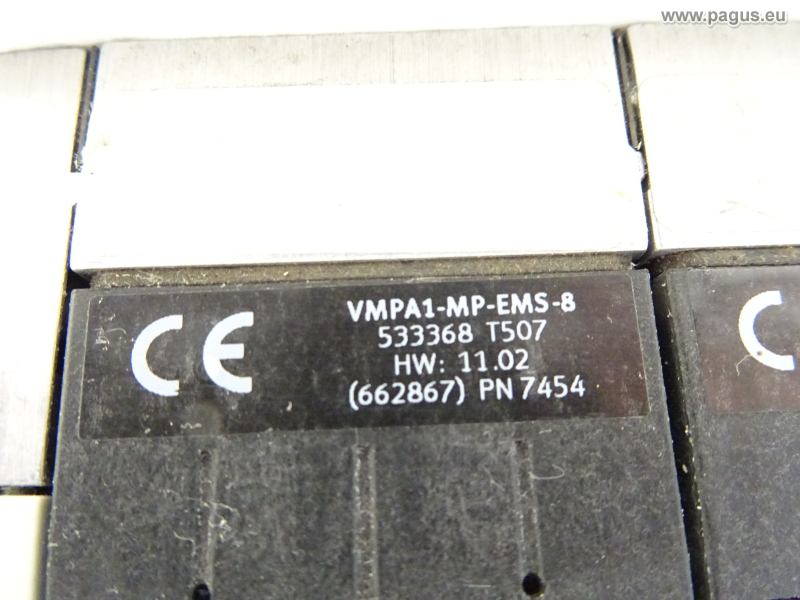 www.pagus.eu
CE
VMPA1-MP-EMS-8
533368 T507
HW: 11.02
(662867) PN 7454